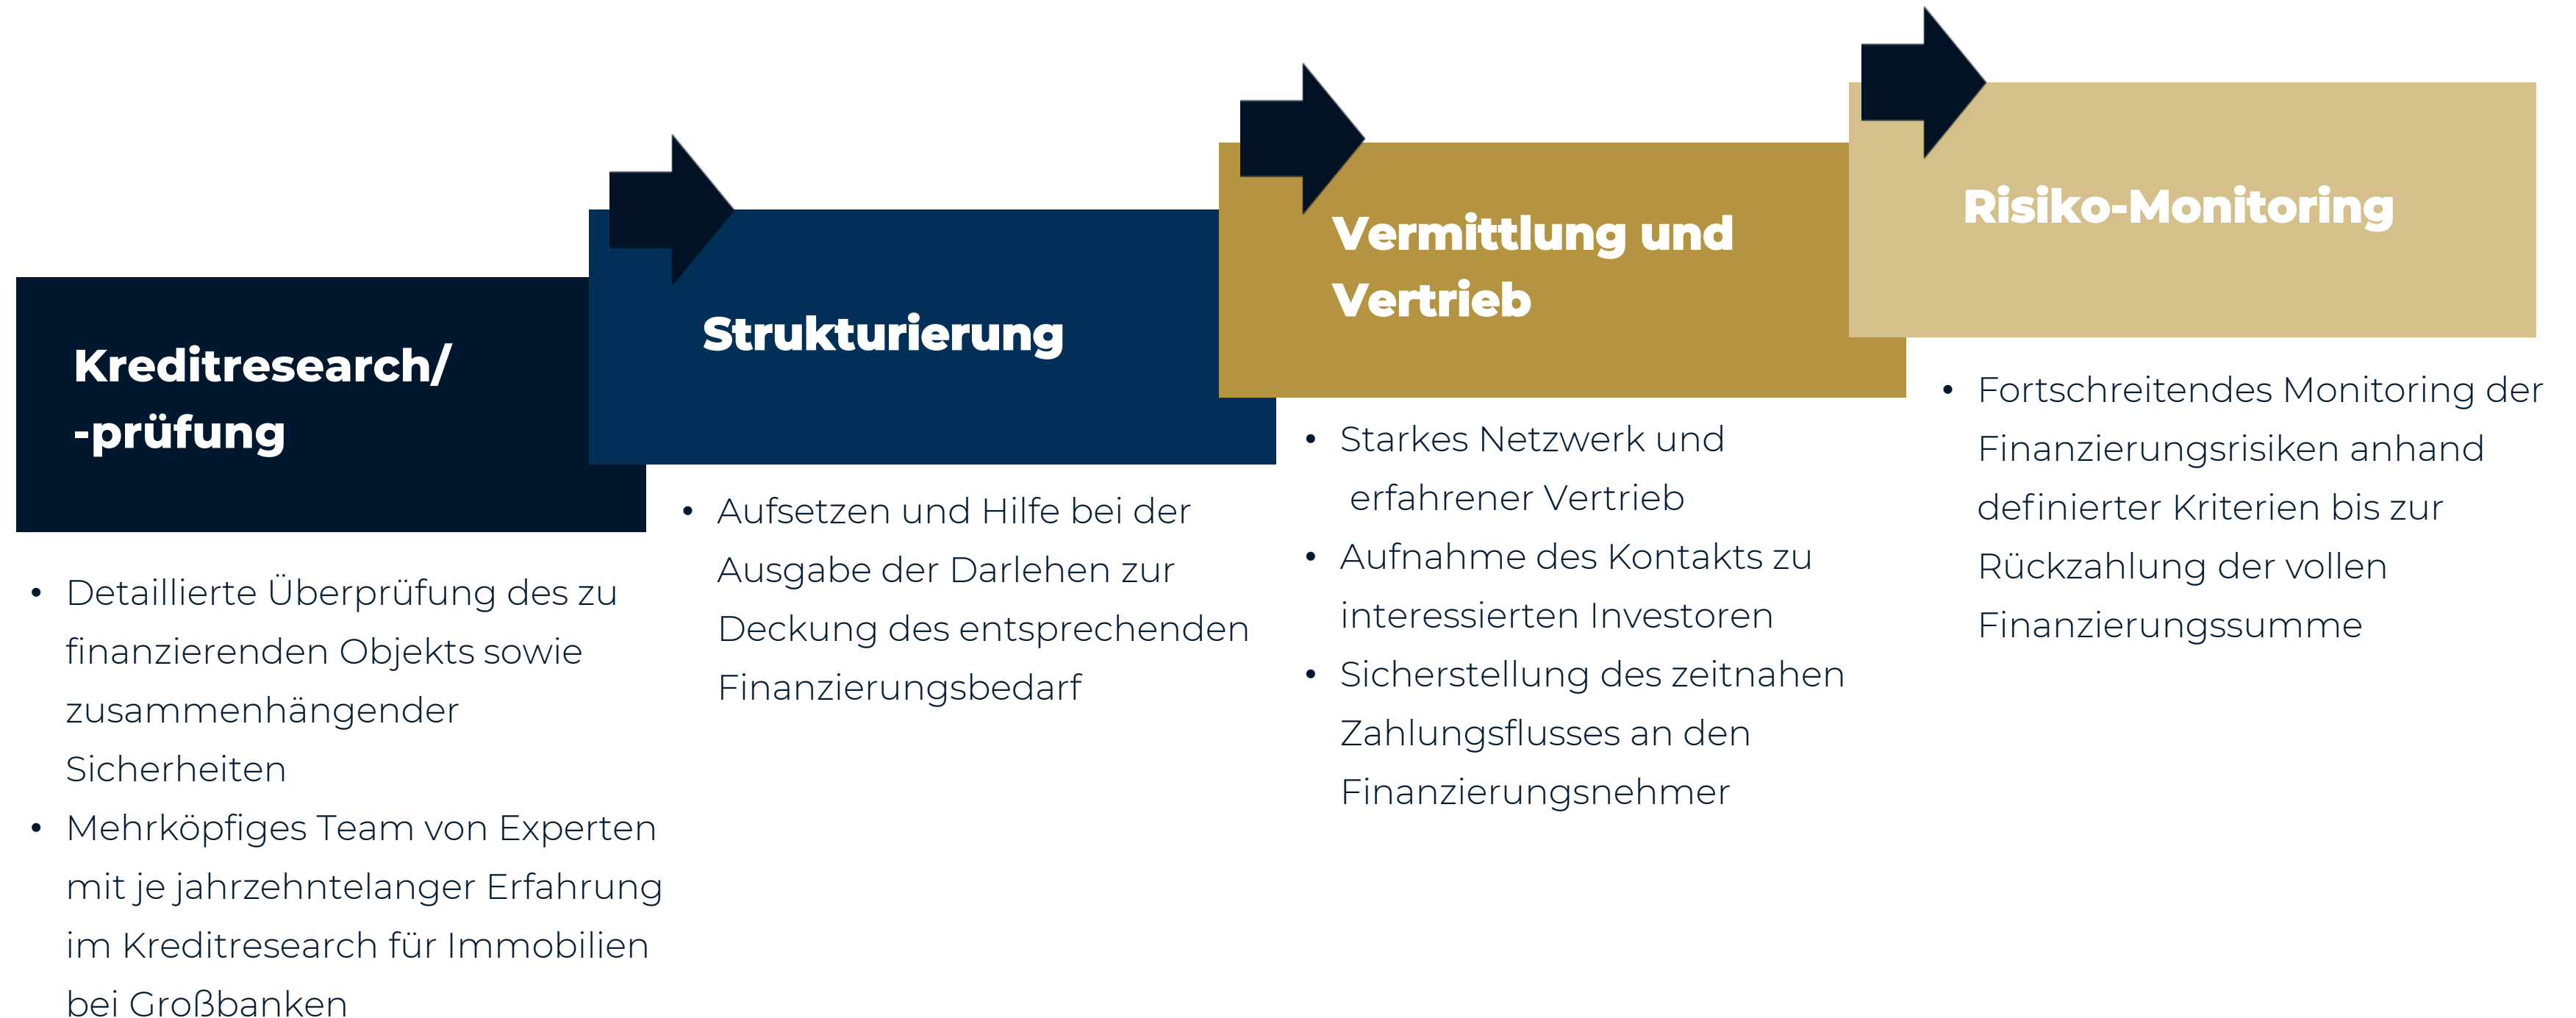 Kreditresearch/
-prüfung
• Detaillierte Überprüfung des zu
finanzierenden Objekts sowie
zusammenhängender
Sicherheiten
• Mehrköpfiges Team von Experten
mit je jahrzehntelanger Erfahrung
im Kreditresearch für Immobilien
bei Großbanken
Strukturierung
• Aufsetzen und Hilfe bei der
Ausgabe der Darlehen zur
Deckung des entsprechenden
Finanzierungsbedarf
Vermittlung und
Vertrieb
• Starkes Netzwerk und
erfahrener Vertrieb
• Aufnahme des Kontakts zu
interessierten Investoren
• Sicherstellung des zeitnahen
Zahlungsflusses an den
Finanzierungsnehmer
Risiko-Monitoring
• Fortschreitendes Monitoring der
Finanzierungsrisiken anhand
definierter Kriterien bis zur
Rückzahlung der vollen
Finanzierungssumme